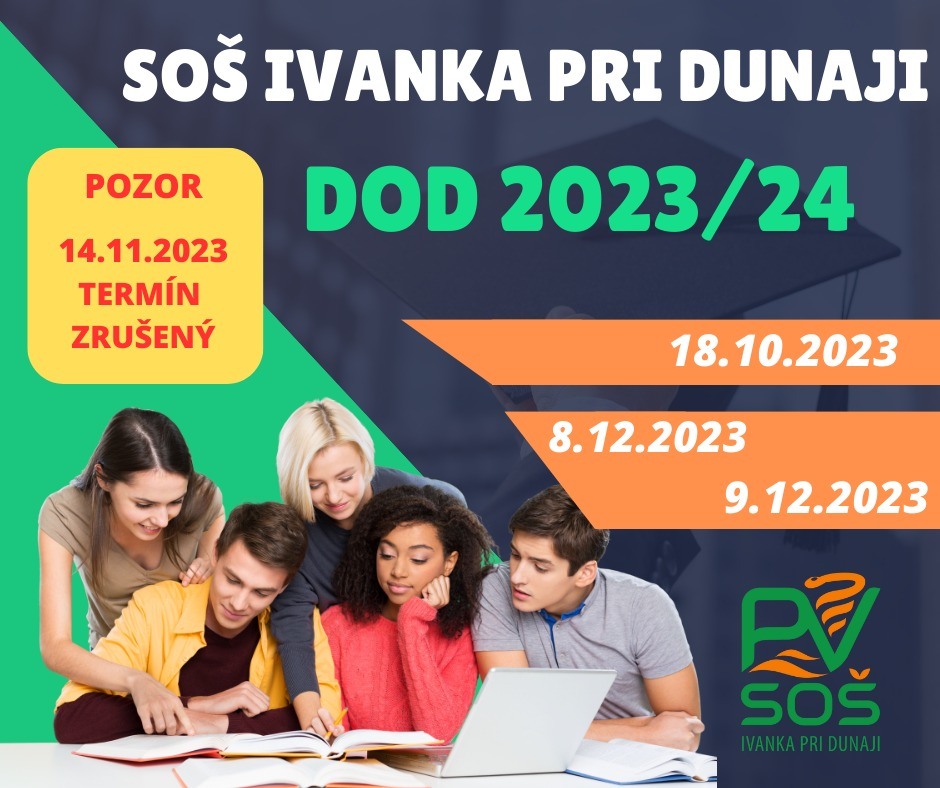 SOŠ IVANKA PRI DUNAJI
DOD 2023/24
POZOR
14.11.2023
TERMÍN
ZRUŠENÝ
18.10.2023
8.12.2023
9.12.2023
PV
SOŠ
IVANKA PRI DUNAJI